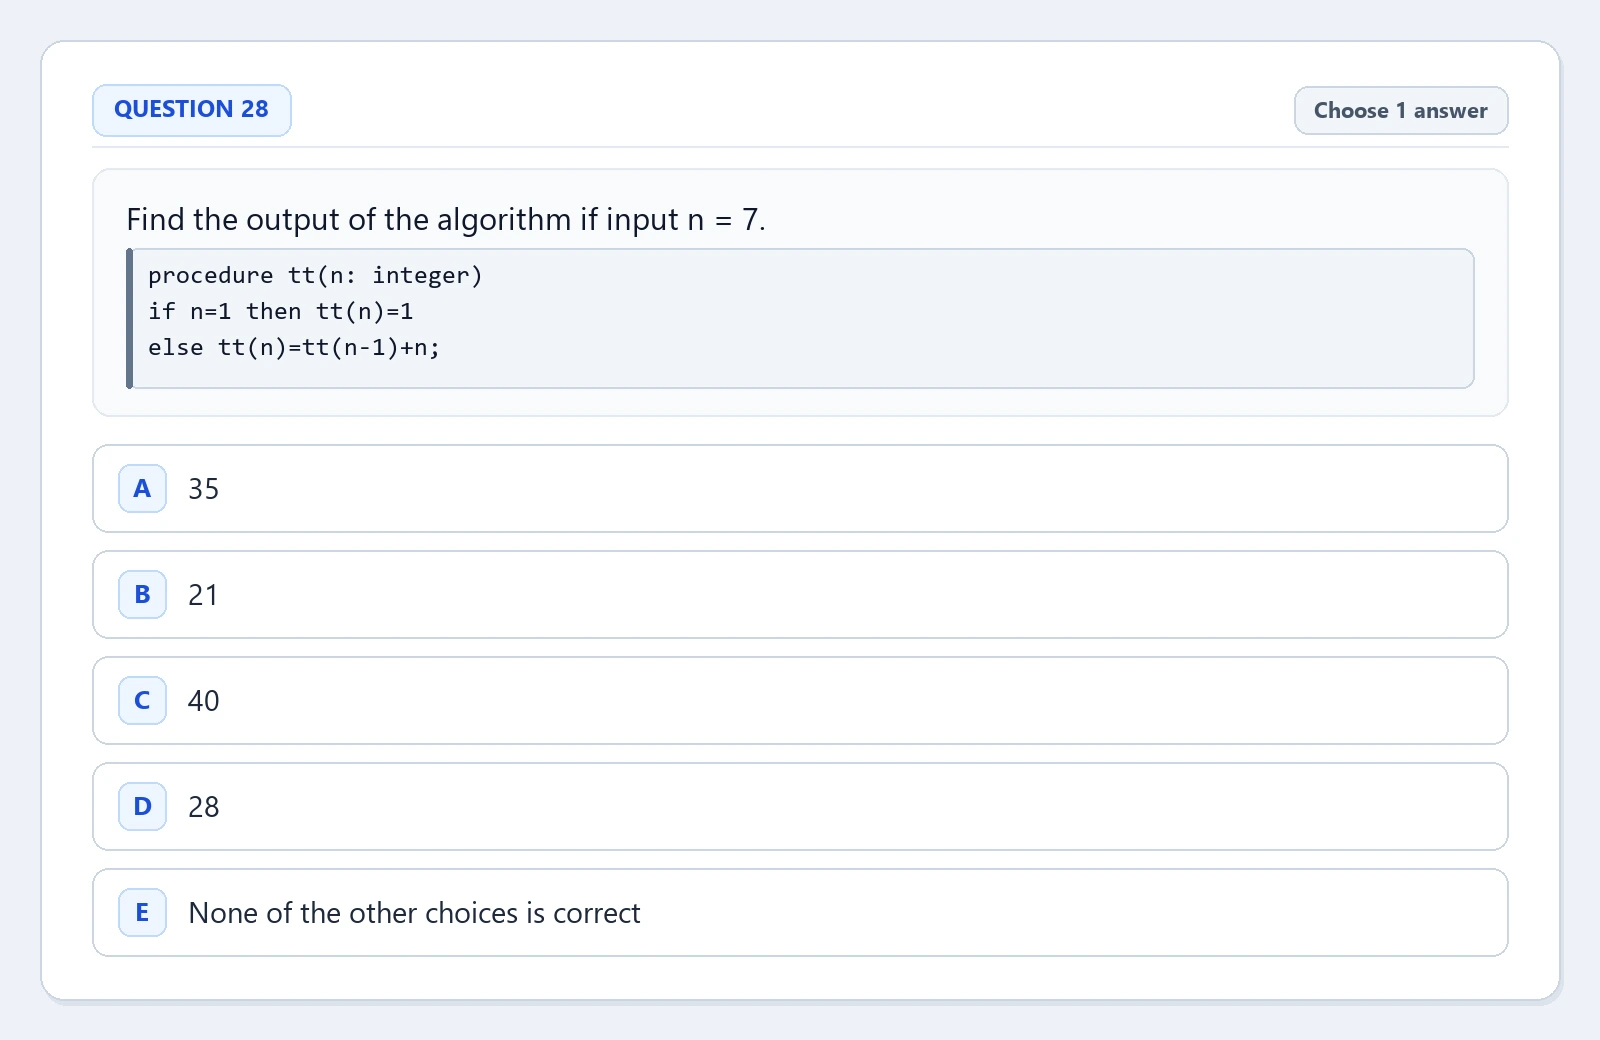 QUESTION 28
Choose 1 answer
Find the output of the algorithm if input n = 7.
procedure tt(n: integer)
if n=1 then tt(n)=1
else tt(n)=tt(n-1)+n;
A 35
B 21
C 40
D 28
E None of the other choices is correct